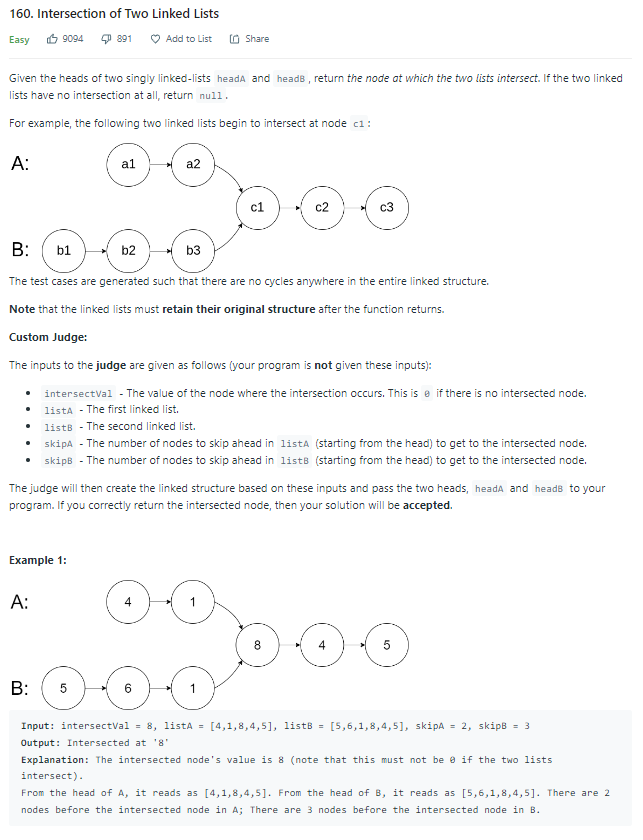 160. Intersection of Two Linked Lists
Easy 9094 891 Add to List Share
Given the heads of two singly linked-lists headA and headB , return the node at which the two lists intersect. If the two linked
lists have no intersection at all, return null .
For example, the following two linked lists begin to intersect at node c1 :
A: a1 a2
c1 c2 c3
B: b1 b2 b3
The test cases are generated such that there are no cycles anywhere in the entire linked structure.
Note that the linked lists must retain their original structure after the function returns.
Custom Judge:
The inputs to the judge are given as follows (your program is not given these inputs):
• intersectVal - The value of the node where the intersection occurs. This is 0 if there is no intersected node.
• listA - The first linked list.
• listB - The second linked list.
• skipA - The number of nodes to skip ahead in listA (starting from the head) to get to the intersected node.
• skipB - The number of nodes to skip ahead in listB (starting from the head) to get to the intersected node.
The judge will then create the linked structure based on these inputs and pass the two heads, headA and headB to your
program. If you correctly return the intersected node, then your solution will be accepted.
Example 1:
A: 4 1
8 4 5
B: 5 6 1
Input: intersectVal = 8, listA = [4,1,8,4,5], listB = [5,6,1,8,4,5], skipA = 2, skipB = 3
Output: Intersected at '8'
Explanation: The intersected node's value is 8 (note that this must not be 0 if the two lists
intersect).
From the head of A, it reads as [4,1,8,4,5]. From the head of B, it reads as [5,6,1,8,4,5]. There are 2
nodes before the intersected node in A; There are 3 nodes before the intersected node in B.